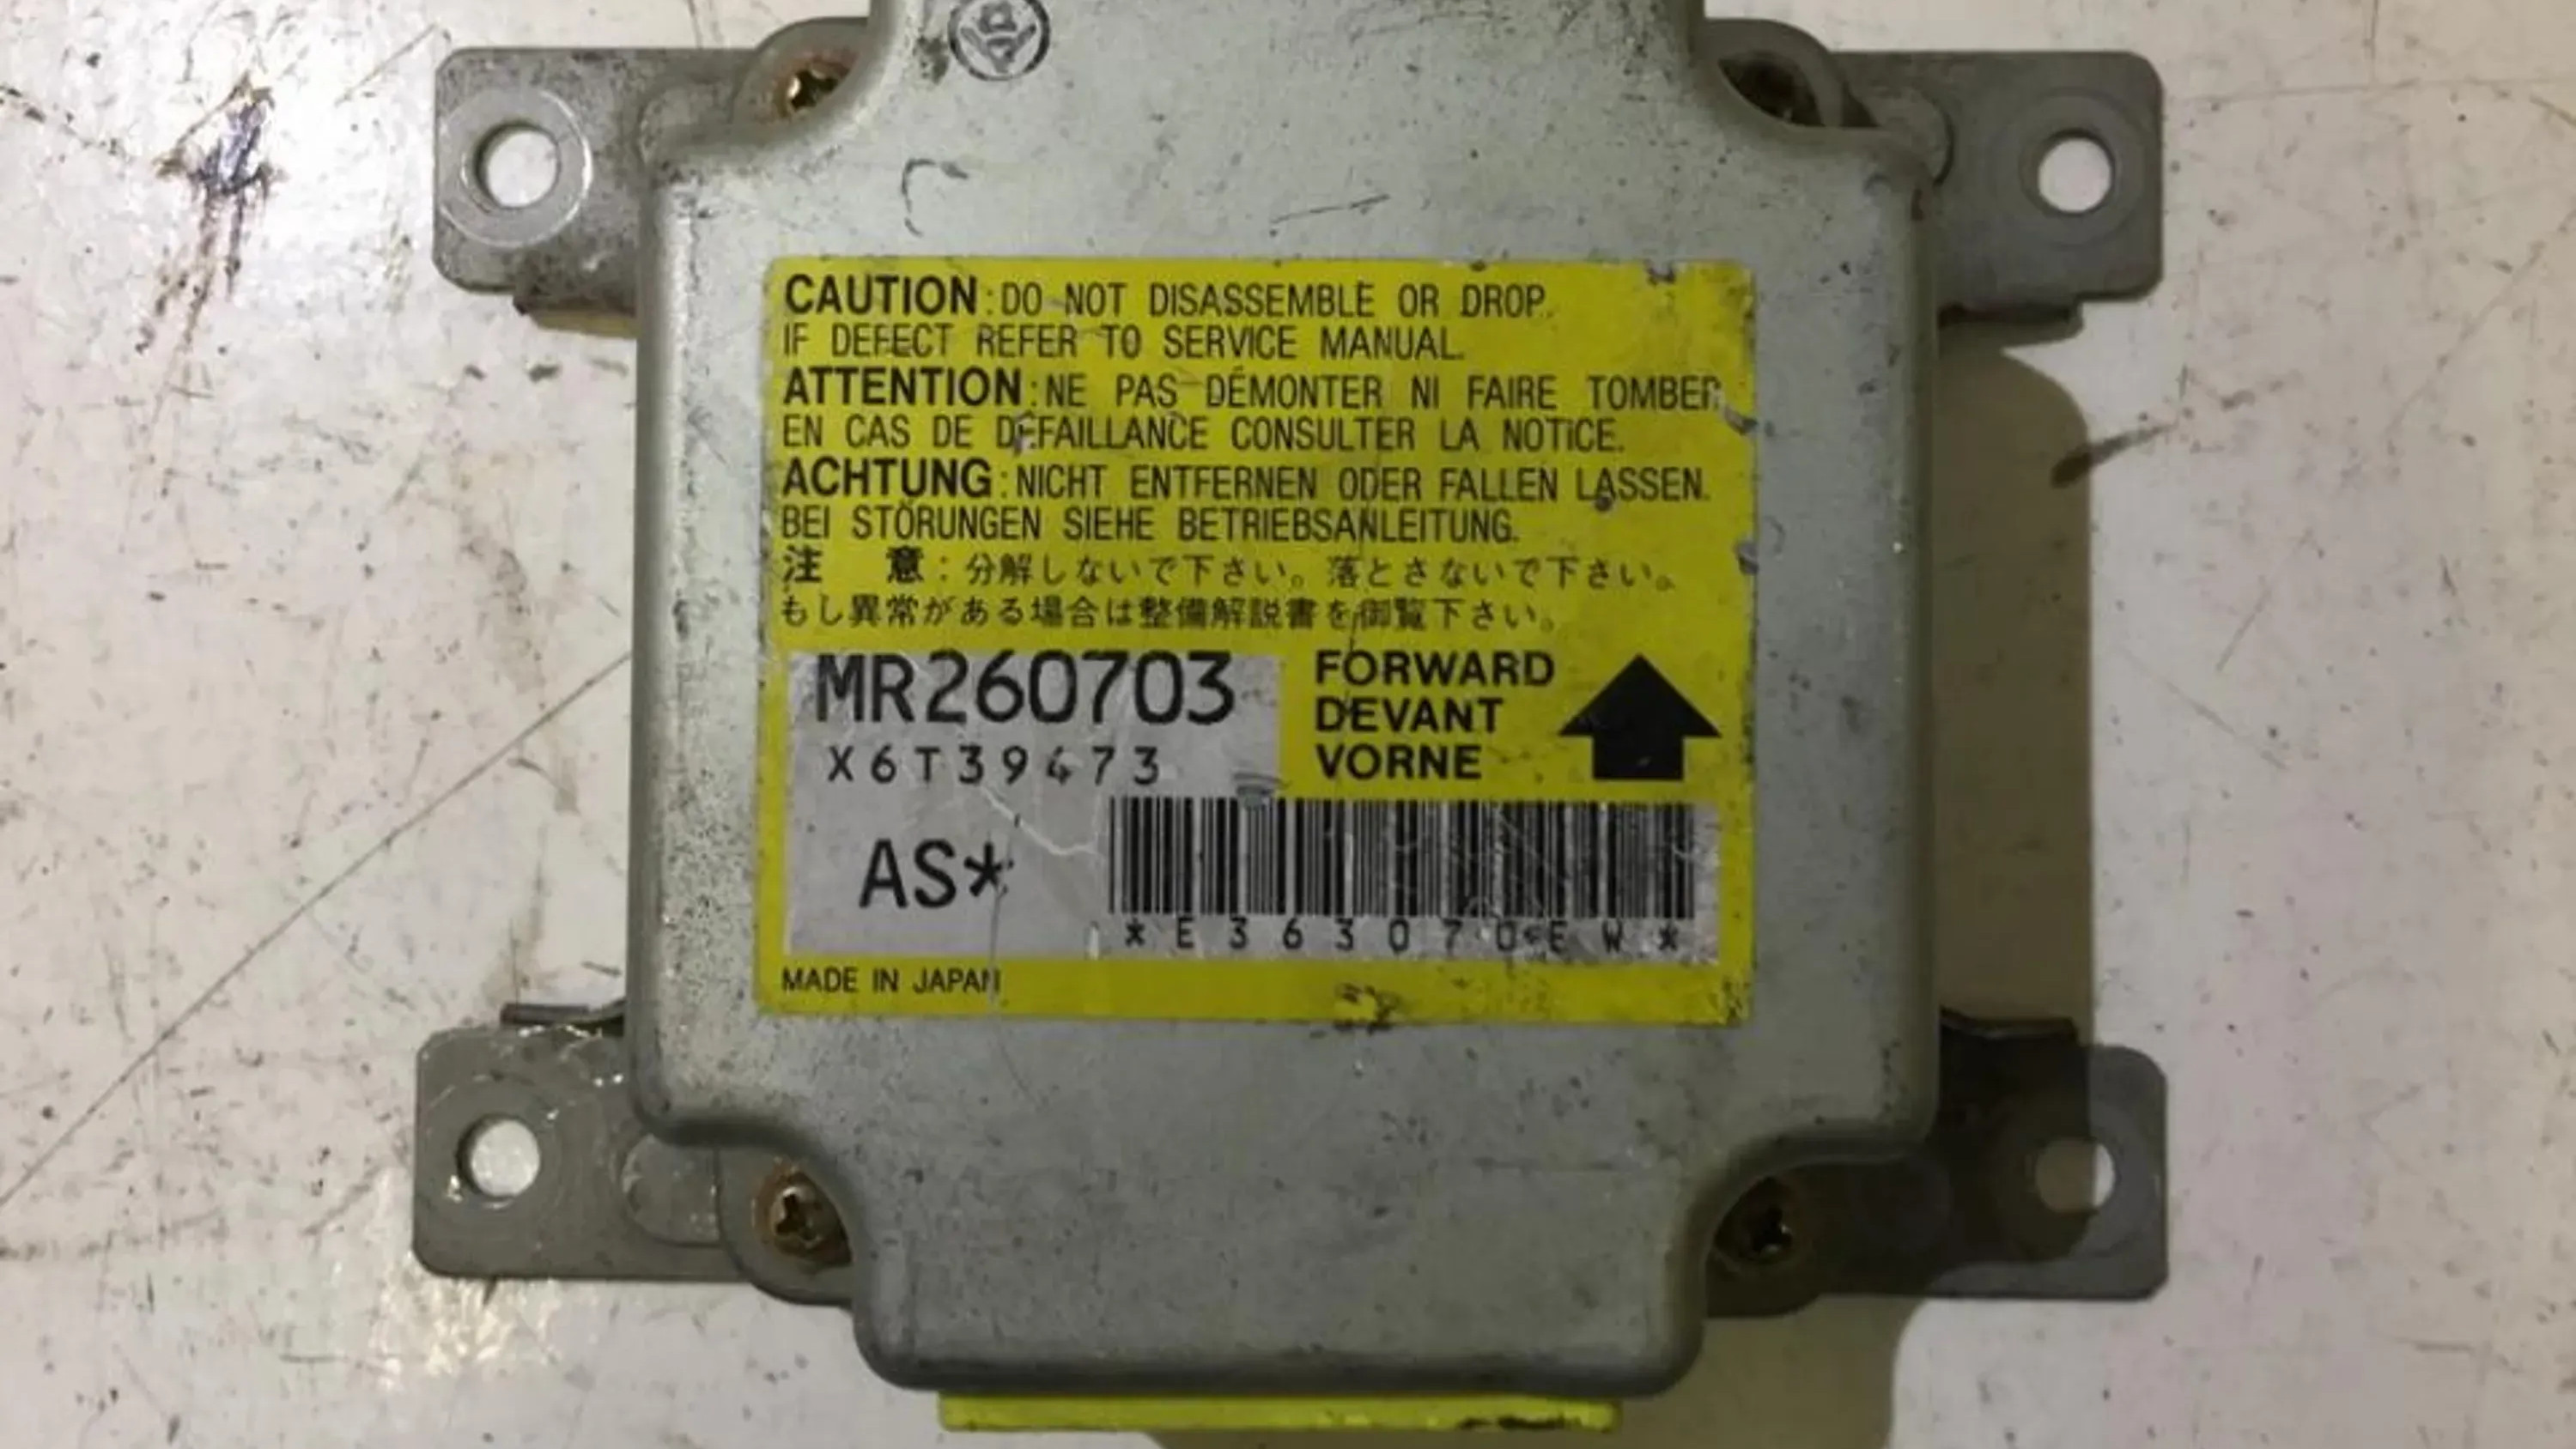 CAUTION:DO NOT DISASSEMBLE OR DROP.
IF DEFECT REFER TO SERVICE MANUAL.
ATTENTION:NE PAS DÉMONTER NI FAIRE TOMBER
EN CAS DE DÉFAILLANCE CONSULTER LA NOTICE.
ACHTUNG:NICHT ENTFERNEN ODER FALLEN LASSEN.
BEI STÖRUNGEN SIEHE BETRIEBSANLEITUNG.
注 意:分解しないで下さい。落とさないで下さい。
もし異常がある場合は整備解説書を御覧下さい。
MR260703
X6T39473
FORWARD
DEVANT
VORNE
AS*
*E363070EW*
MADE IN JAPAN